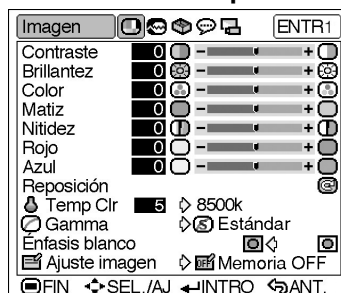 Imagen ENTR1
Contraste 0 - +
Brillantez 0 - +
Color 0 - +
Matiz 0 - +
Nitidez 0 - +
Rojo 0 - +
Azul 0 - +
Reposición
Temp Clr 5 8500k
Gamma S Estándar
Énfasis blanco
Ajuste imagen OFF Memoria OFF
FIN SEL./AJ INTRO ANT.